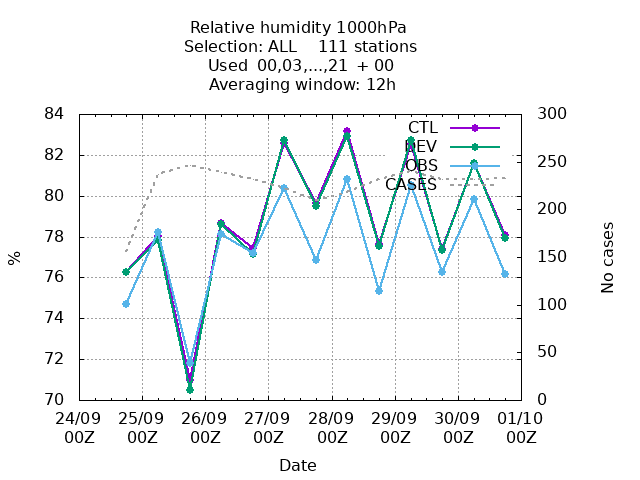 Relative humidity 1000hPa
Selection: ALL    111 stations
Used  00,03,...,21  + 00
Averaging window: 12h
84
82
80
78
76
74
72
70
%
300
250
200
150
100
50
0
No cases
CTL
DEV
OBS
CASES
24/09 00Z
25/09 00Z
26/09 00Z
27/09 00Z
28/09 00Z
29/09 00Z
30/09 00Z
01/10 00Z
Date